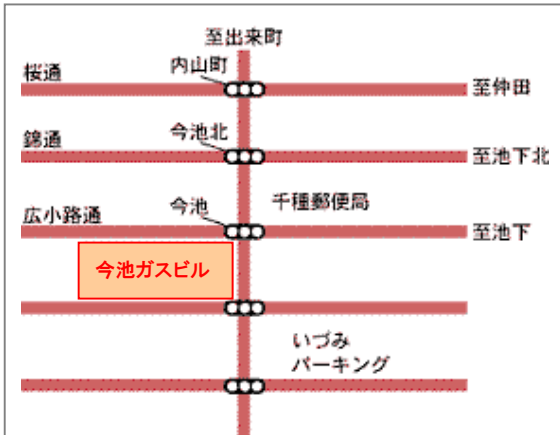 至出来町
内山町
桜通
至仲田
今池北
錦通
至池下北
今池
千種郵便局
広小路通
至池下
今池ガスビル
いづみ
パーキング